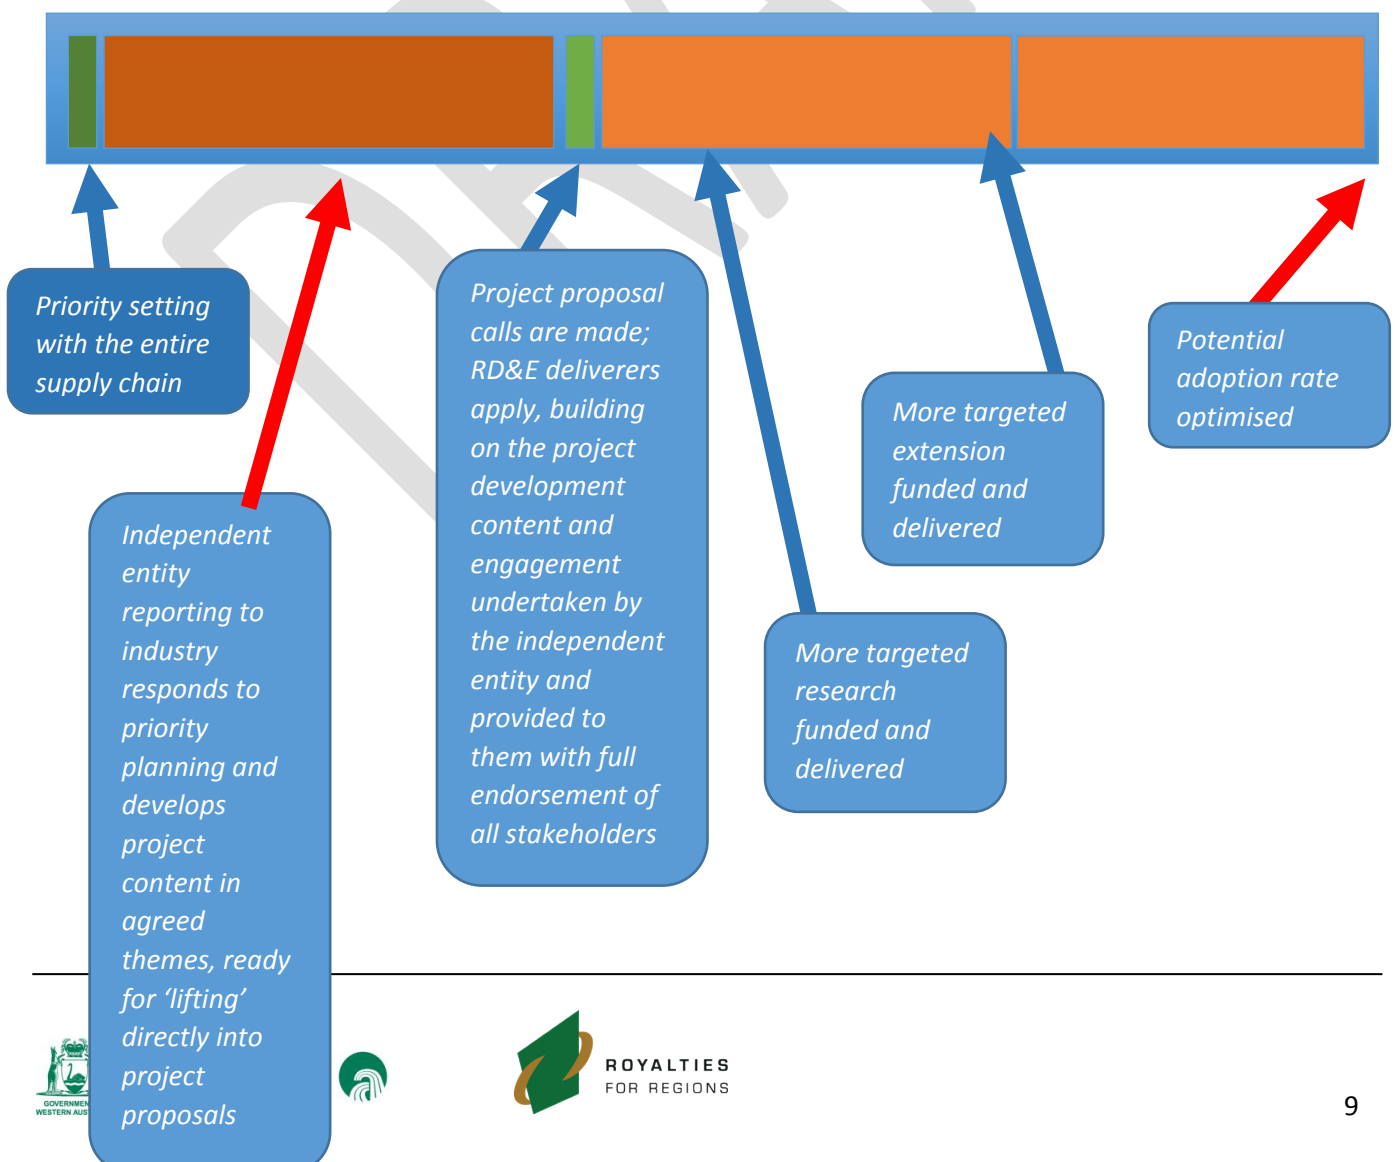 Priority setting
with the entire
supply chain
Independent
entity
reporting to
industry
responds to
priority
planning and
develops
project
content in
agreed
themes, ready
for ‘lifting’
directly into
project
proposals
Project proposal
calls are made;
RD&E deliverers
apply, building
on the project
development
content and
engagement
undertaken by
the independent
entity and
provided to
them with full
endorsement of
all stakeholders
More targeted
research
funded and
delivered
More targeted
extension
funded and
delivered
Potential
adoption rate
optimised
GOVERNMEN
WESTERN AUS
ROYALTIES
FOR REGIONS
9